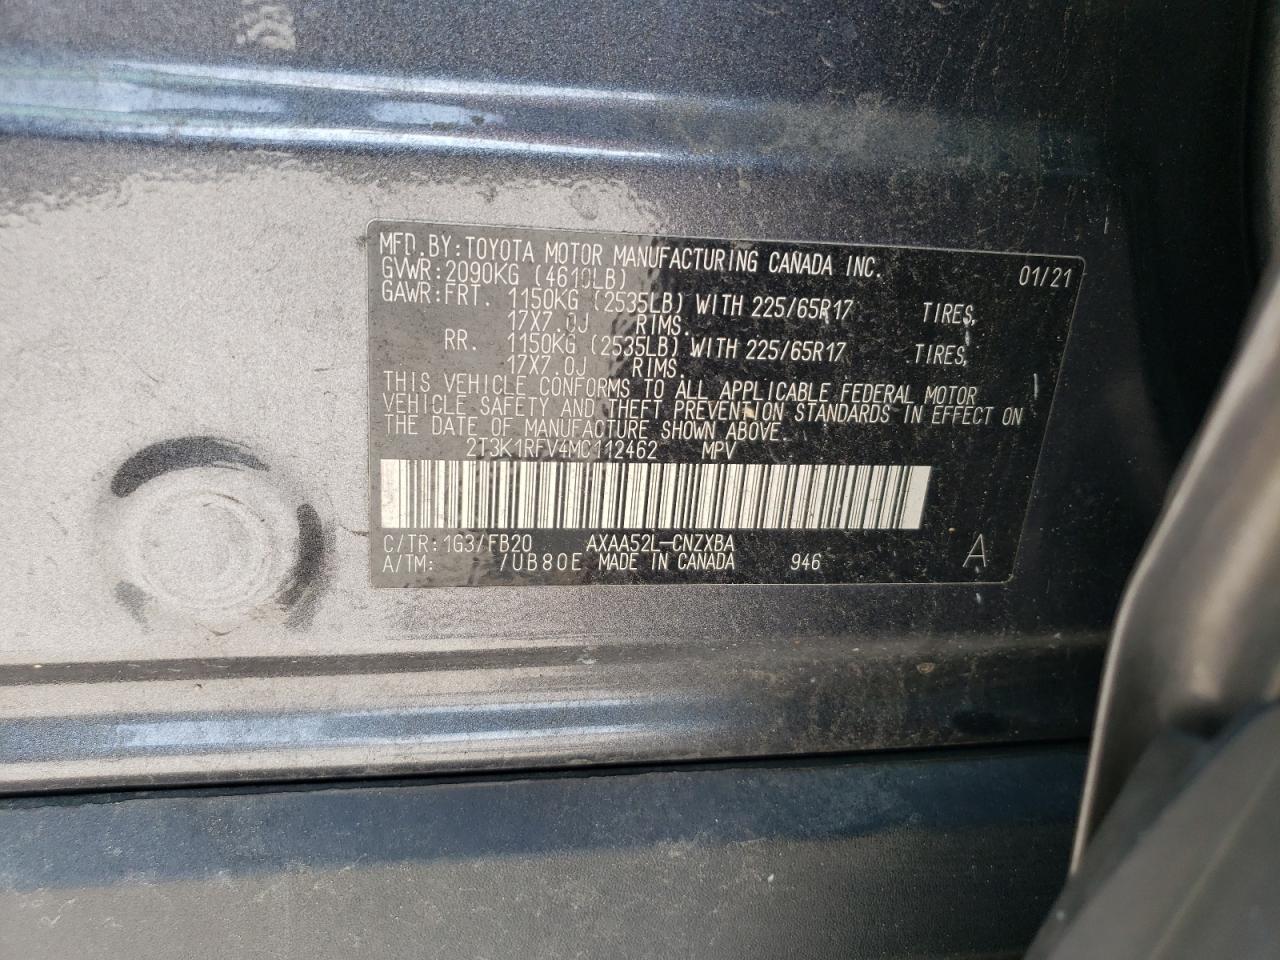 MFD.BY:TOYOTA MOTOR MANUFACTURING CANADA INC. 01/21
GVWR:2090KG (4610LB)
GAWR:FRT. 1150KG (2535LB) WITH 225/65R17 TIRES,
17X7.0J RIMS.
RR. 1150KG (2535LB) WITH 225/65R17 TIRES,
17X7.0J RIMS.
THIS VEHICLE CONFORMS TO ALL APPLICABLE FEDERAL MOTOR
VEHICLE SAFETY AND THEFT PREVENTION STANDARDS IN EFFECT ON
THE DATE OF MANUFACTURE SHOWN ABOVE.
2T3K1RFV4MC112462 MPV
C/TR:1G3/FB20 AXAA52L-CNZXBA
A/TM: /UB80E MADE IN CANADA 946 A